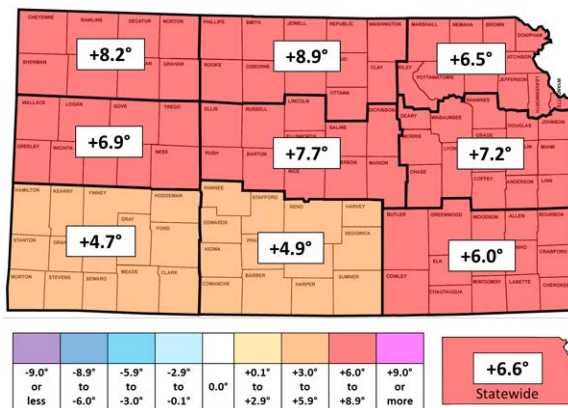 CHEYENNE RAWLINS DECATUR NORTON PHILLIPS SMITH JEWELL REPUBLIC WASHINGTON MARSHALL NEMAHA BROWN DONIPHAN
+8.2° +8.9° +6.5°
SHERMAN GRAHAM ROOKS OSBORNE CLAY RILEY POTTAWATOMIE JEFFERSON LEAVENWORTH
OTTAWA
WALLACE LOGAN GOVE TREGO ELLIS RUSSELL LINCOLN DICKINSON GEARY WABAUNSEE SHAWNEE DOUGLAS JOHNSON
SALINE MORRIS OSAGE
+6.9° +7.7° +7.2°
GREELEY WICHITA NESS RUSH BARTON RICE MARION CHASE LYON COFFEY ANDERSON LINN MIAMI
HAMILTON KEARNY FINNEY HODGEMAN PAWNEE STAFFORD RENO HARVEY BUTLER GREENWOOD WOODSON ALLEN BOURBON
GRAY FORD EDWARDS SEDGWICK
+4.7° +4.9° +6.0°
STANTON KIOWA ELK CRAWFORD
MORTON STEVENS SEWARD MEADE CLARK COMANCHE BARBER HARPER SUMNER COWLEY CHAUTAUQUA MONTGOMERY LABETTE CHEROKEE
-9.0° or less
-8.9° to -6.0°
-5.9° to -3.0°
-2.9° to -0.1°
0.0°
+0.1° to +2.9°
+3.0° to +5.9°
+6.0° to +8.9°
+9.0° or more
+6.6°
Statewide